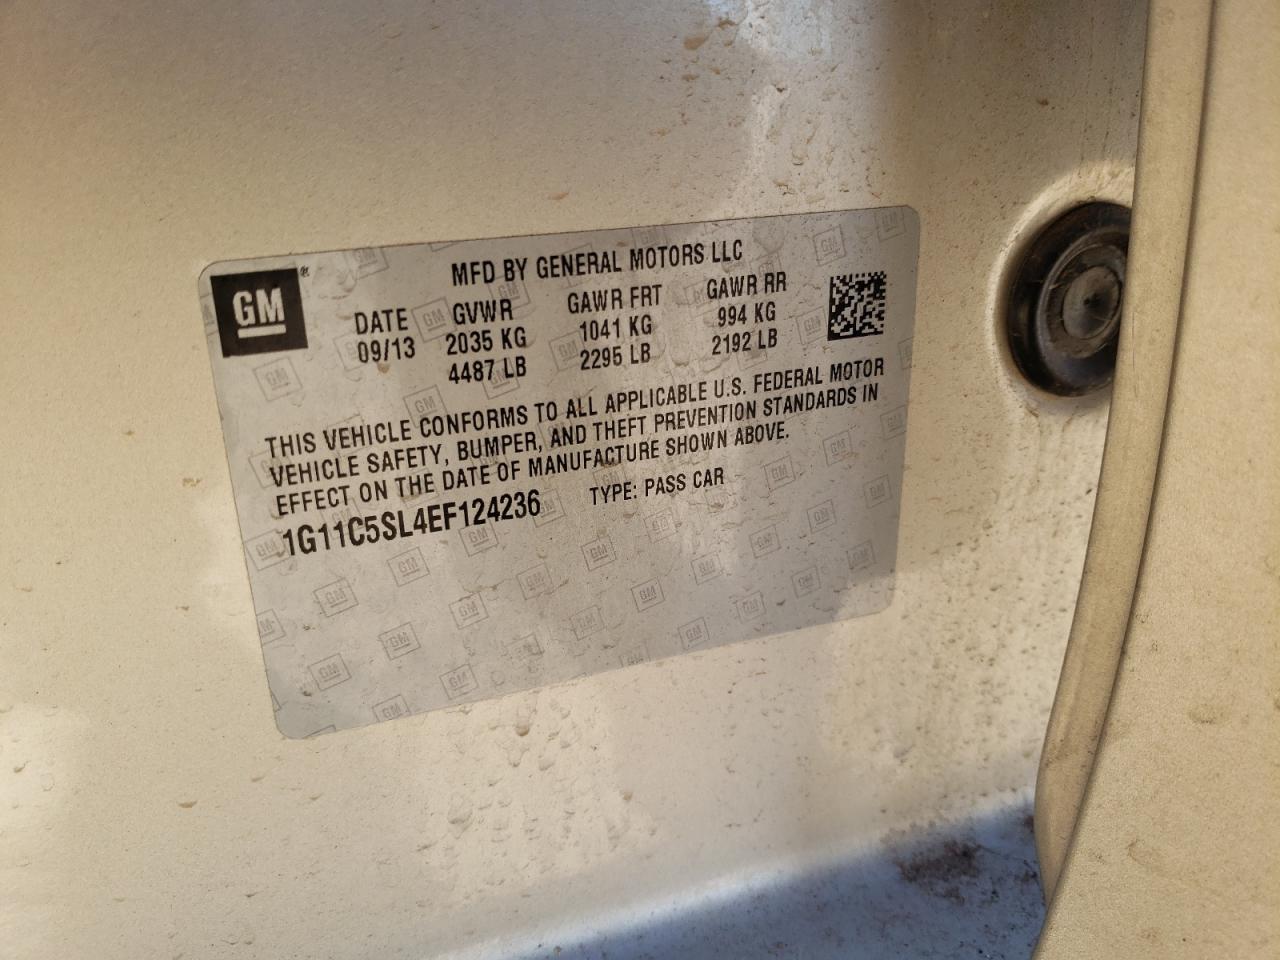 GM ®
MFD BY GENERAL MOTORS LLC
DATE GVWR GAWR FRT GAWR RR
09/13 2035 KG 1041 KG 994 KG
4487 LB 2295 LB 2192 LB
THIS VEHICLE CONFORMS TO ALL APPLICABLE U.S. FEDERAL MOTOR
VEHICLE SAFETY, BUMPER, AND THEFT PREVENTION STANDARDS IN
EFFECT ON THE DATE OF MANUFACTURE SHOWN ABOVE.
1G11C5SL4EF124236 TYPE: PASS CAR